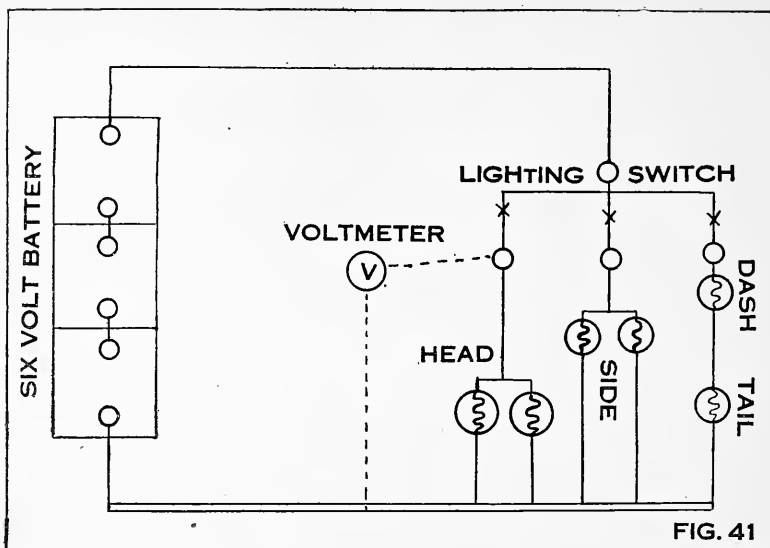 SIX VOLT BATTERY
LIGHTING SWITCH
VOLTMETER
V
HEAD
SIDE
DASH
TAIL
FIG. 41